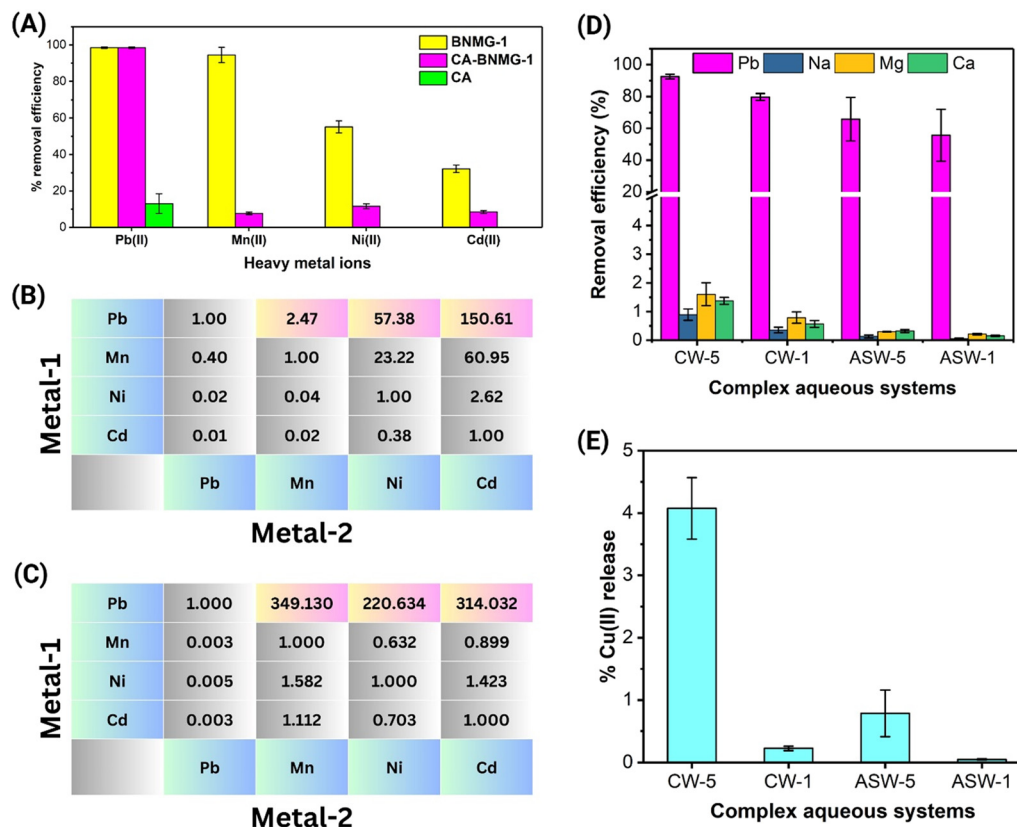 (A)
% removal efficiency
100
80
60
40
20
0
BNMG-1
CA-BNMG-1
CA
Pb(II) Mn(II) Ni(II) Cd(II)
Heavy metal ions
(B)
Metal-1
Pb 1.00 2.47 57.38 150.61
Mn 0.40 1.00 23.22 60.95
Ni 0.02 0.04 1.00 2.62
Cd 0.01 0.02 0.38 1.00
Pb Mn Ni Cd
Metal-2
(C)
Metal-1
Pb 1.000 349.130 220.634 314.032
Mn 0.003 1.000 0.632 0.899
Ni 0.005 1.582 1.000 1.423
Cd 0.003 1.112 0.703 1.000
Pb Mn Ni Cd
Metal-2
(D)
Removal efficiency (%)
Pb Na Mg Ca
100
80
60
40
20
5
4
3
2
1
0
CW-5 CW-1 ASW-5 ASW-1
Complex aqueous systems
(E)
% Cu(II) release
5
4
3
2
1
0
CW-5 CW-1 ASW-5 ASW-1
Complex aqueous systems